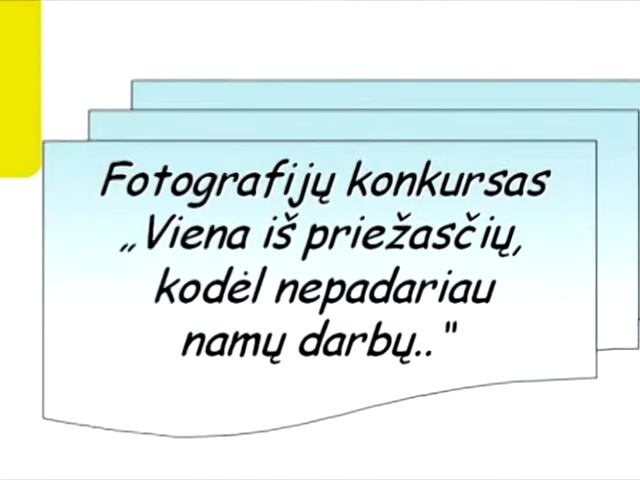 Fotografijų konkursas
„Viena iš priežasčių,
kodėl nepadariau
namų darbų.."